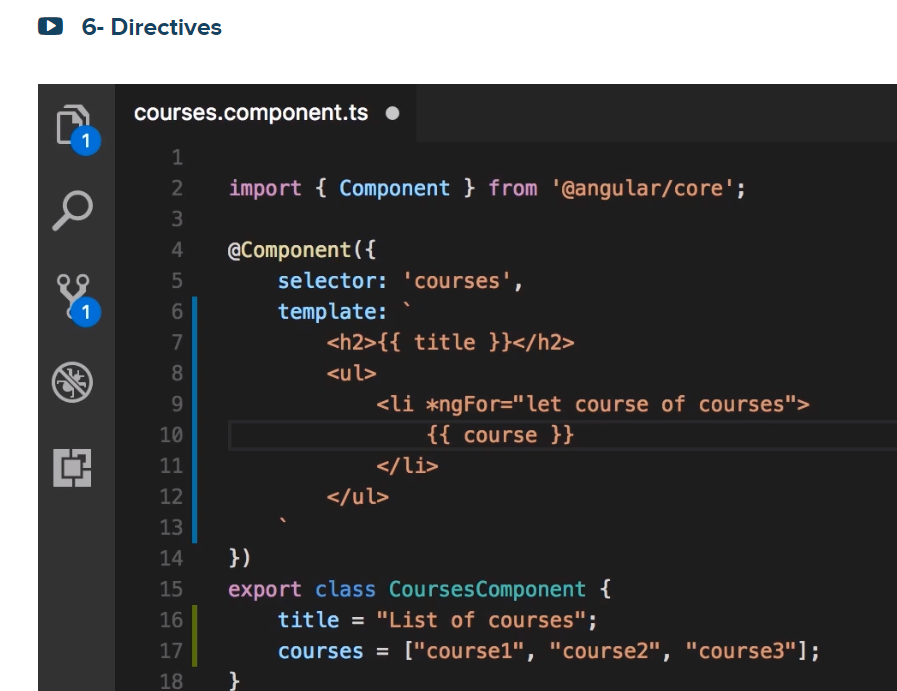 6- Directives
courses.component.ts
1
1
1
2 import { Component } from '@angular/core';
3
4 @Component({
5     selector: 'courses',
6     template: `
7         <h2>{{ title }}</h2>
8         <ul>
9             <li *ngFor="let course of courses">
10                 {{ course }}
11             </li>
12         </ul>
13     `
14 })
15 export class CoursesComponent {
16     title = "List of courses";
17     courses = ["course1", "course2", "course3"];
18 }